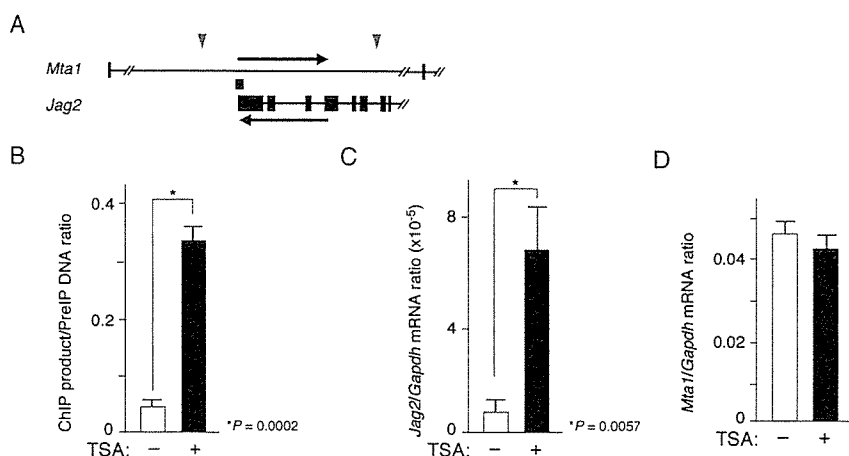 A
Mta1
Jag2
B
ChIP product/PreIP DNA ratio
0.4
0.2
0
*
TSA: − +
*P = 0.0002
C
Jag2/Gapdh mRNA ratio (x10-5)
8
4
0
*
TSA: − +
*P = 0.0057
D
Mta1/Gapdh mRNA ratio
0.04
0.02
0
TSA: − +